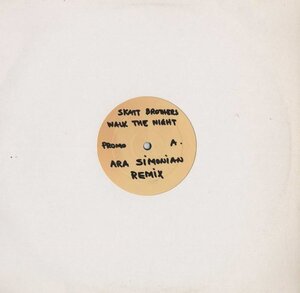 SKATT BROTHERS
WALK THE NIGHT
PROMO A.
ARA SIMONIAN
REMIX